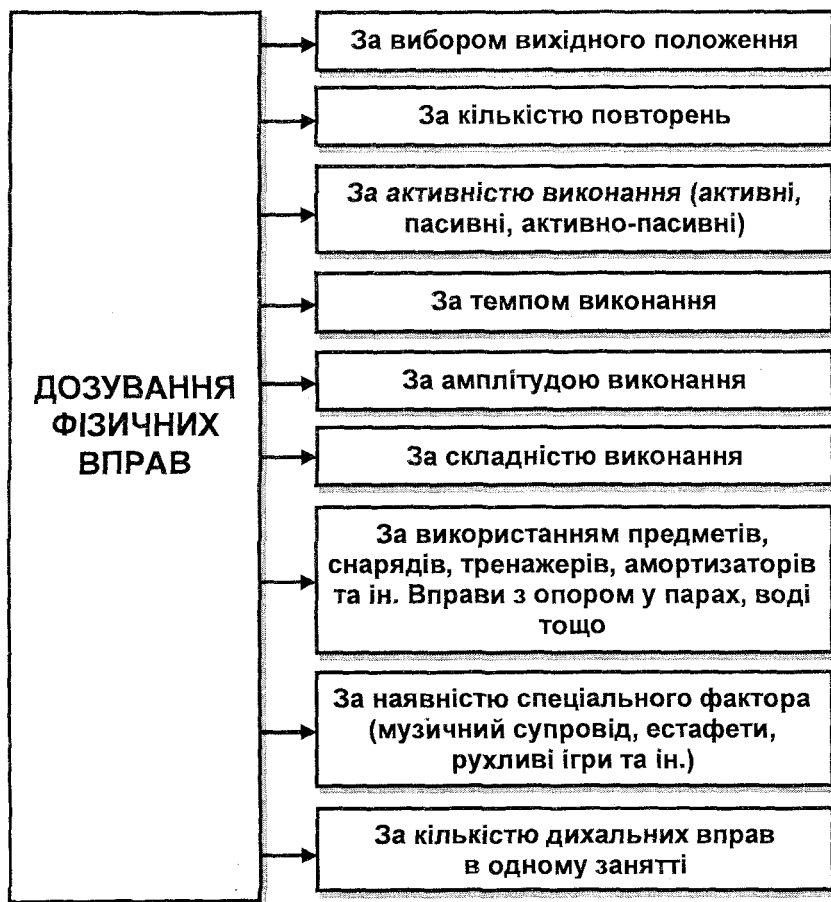 ДОЗУВАННЯ
ФІЗИЧНИХ
ВПРАВ
За вибором вихідного положення
За кількістю повторень
За активністю виконання (активні,
пасивні, активно-пасивні)
За темпом виконання
За амплітудою виконання
За складністю виконання
За використанням предметів,
снарядів, тренажерів, амортизаторів
та ін. Вправи з опором у парах, воді
тощо
За наявністю спеціального фактора
(музичний супровід, естафети,
рухливі ігри та ін.)
За кількістю дихальних вправ
в одному занятті